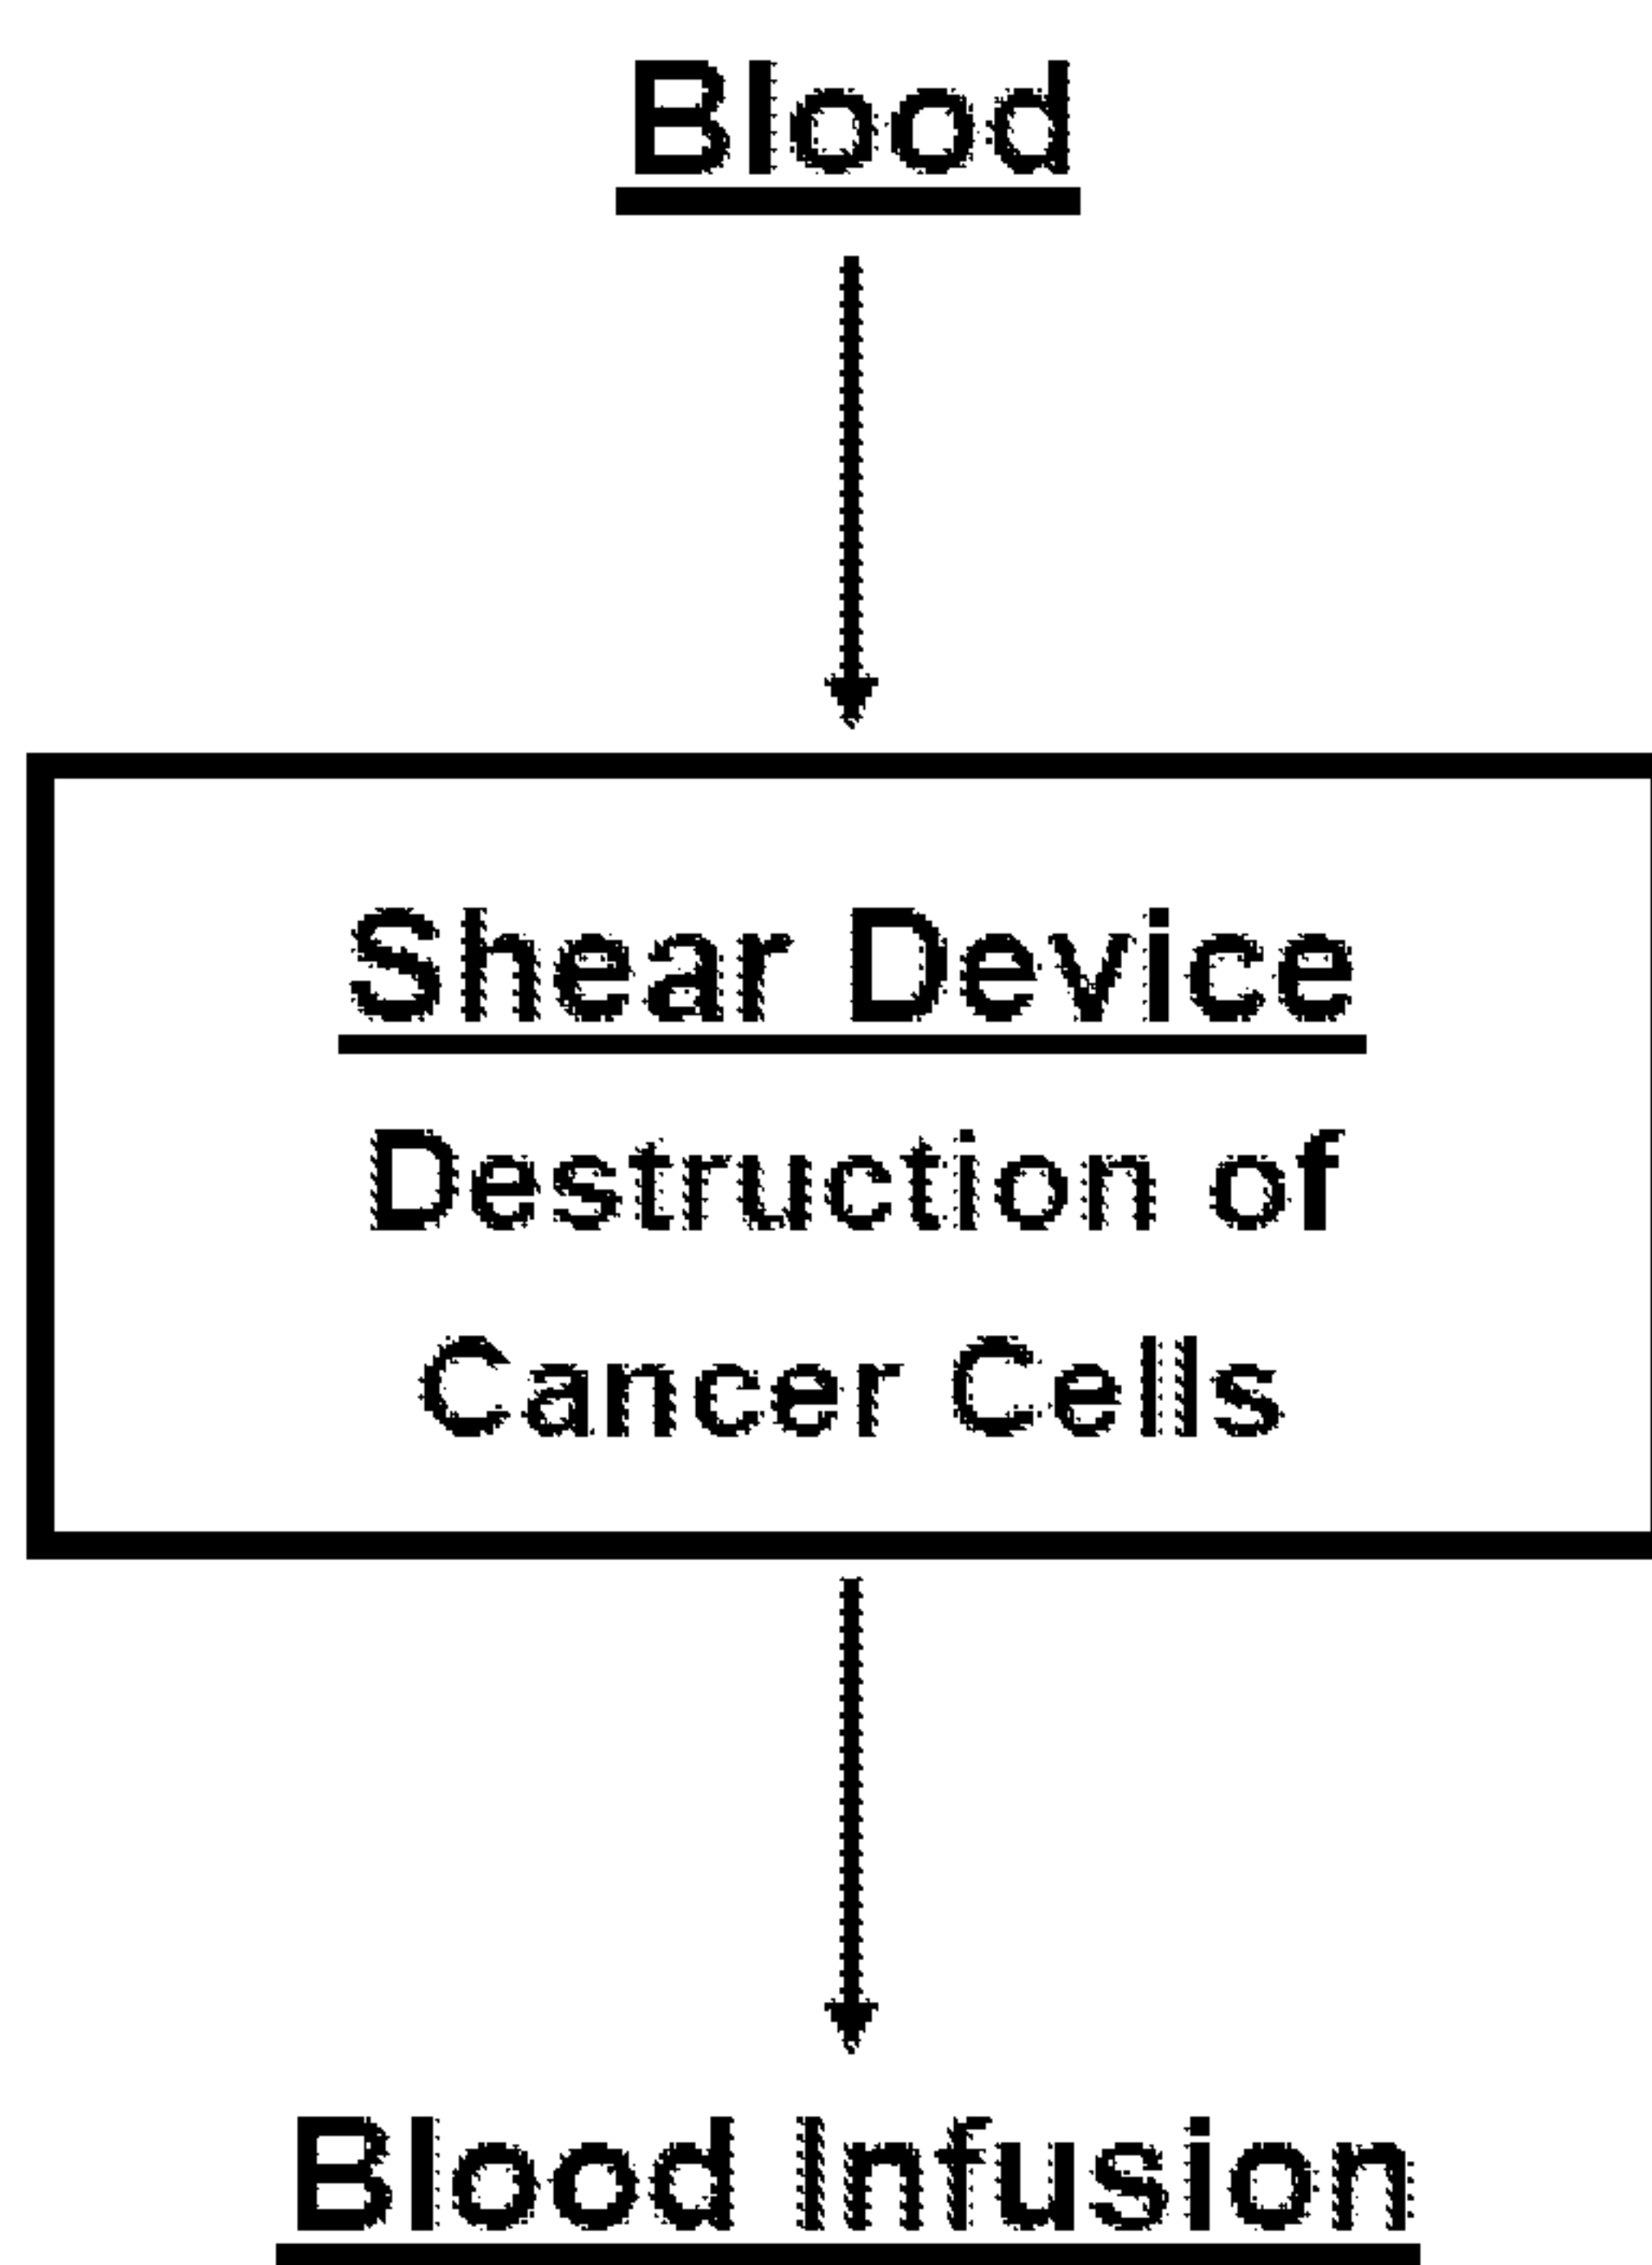 Blood
Shear Device
Destruction of
Cancer Cells
Blood Infusion